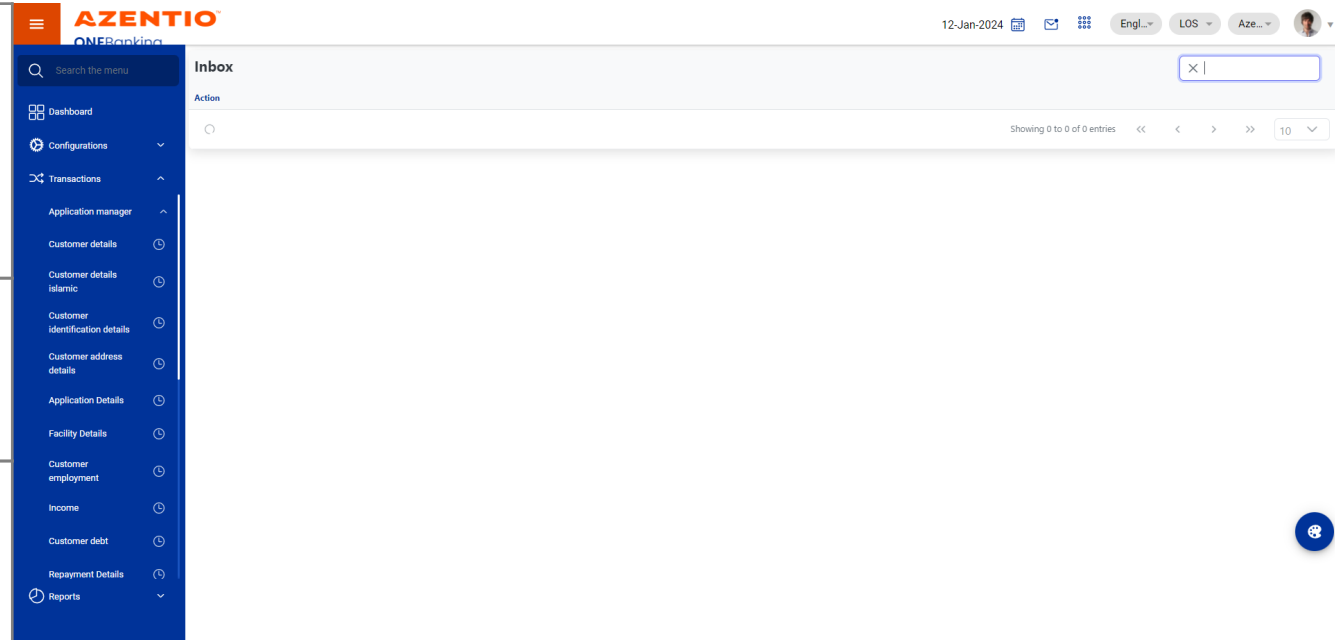 AZENTIO™
ONEBanking
12-Jan-2024
Engl...
LOS
Aze...
Search the menu
Inbox
Action
Dashboard
Showing 0 to 0 of 0 entries
10
Configurations
Transactions
Application manager
Customer details
Customer details
islamic
Customer
identification details
Customer address
details
Application Details
Facility Details
Customer
employment
Income
Customer debt
Repayment Details
Reports